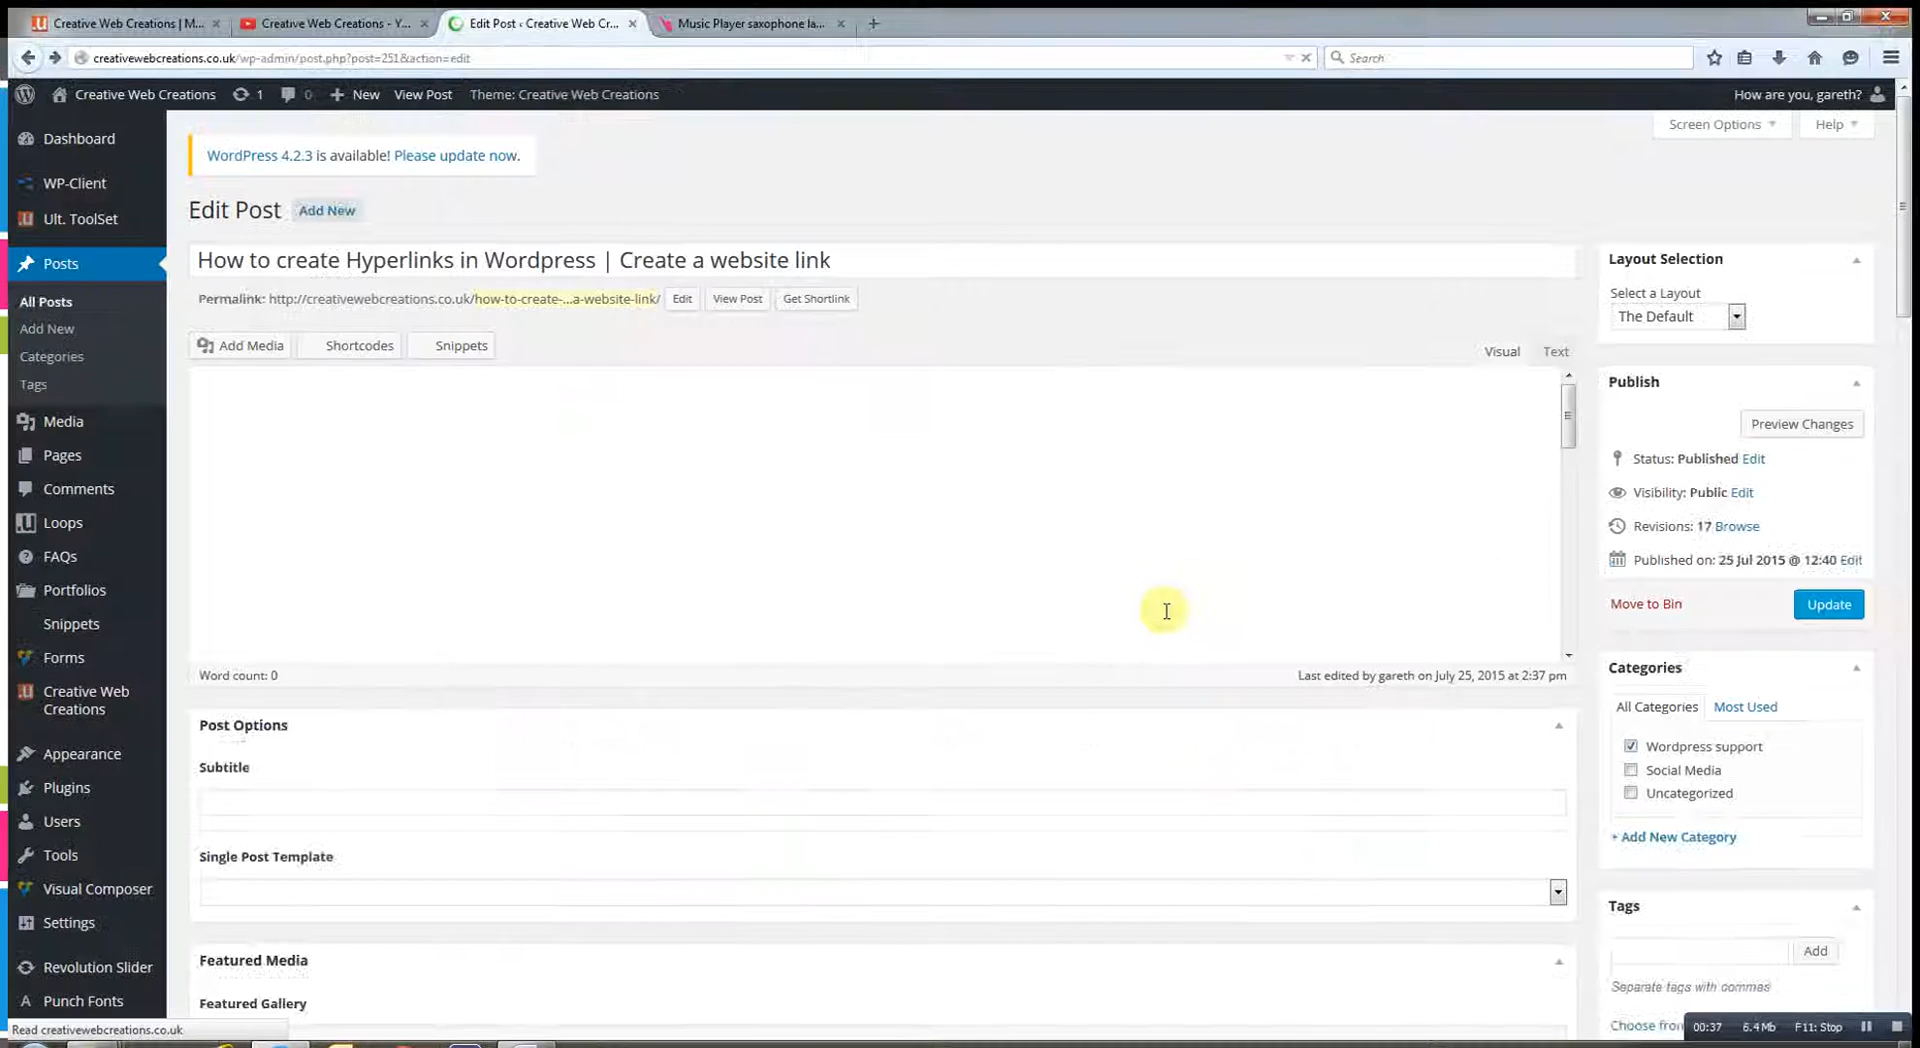 Creative Web Creations | M...
Creative Web Creations - Y...
Edit Post ‹ Creative Web Cr...
Music Player saxophone la...
creativewebcreations.co.uk/wp-admin/post.php?post=251&action=edit
Search
Creative Web Creations 1 0 New View Post Theme: Creative Web Creations
How are you, gareth?
Screen Options
Help
Dashboard
WP-Client
Ult. ToolSet
Posts
All Posts
Add New
Categories
Tags
Media
Pages
Comments
Loops
FAQs
Portfolios
Snippets
Forms
Creative Web
Creations
Appearance
Plugins
Users
Tools
Visual Composer
Settings
Revolution Slider
Punch Fonts
Read creativewebcreations.co.uk
WordPress 4.2.3 is available! Please update now.
Edit Post Add New
How to create Hyperlinks in Wordpress | Create a website link
Permalink: http://creativewebcreations.co.uk/how-to-create-...a-website-link/ Edit View Post Get Shortlink
Add Media Shortcodes Snippets
Visual Text
Word count: 0
Last edited by gareth on July 25, 2015 at 2:37 pm
Post Options
Subtitle
Single Post Template
Featured Media
Featured Gallery
Layout Selection
Select a Layout
The Default
Publish
Preview Changes
Status: Published Edit
Visibility: Public Edit
Revisions: 17 Browse
Published on: 25 Jul 2015 @ 12:40 Edit
Move to Bin Update
Categories
All Categories Most Used
Wordpress support
Social Media
Uncategorized
+ Add New Category
Tags
Add
Separate tags with commas
Choose from
00:37 6.4Mb F11: Stop